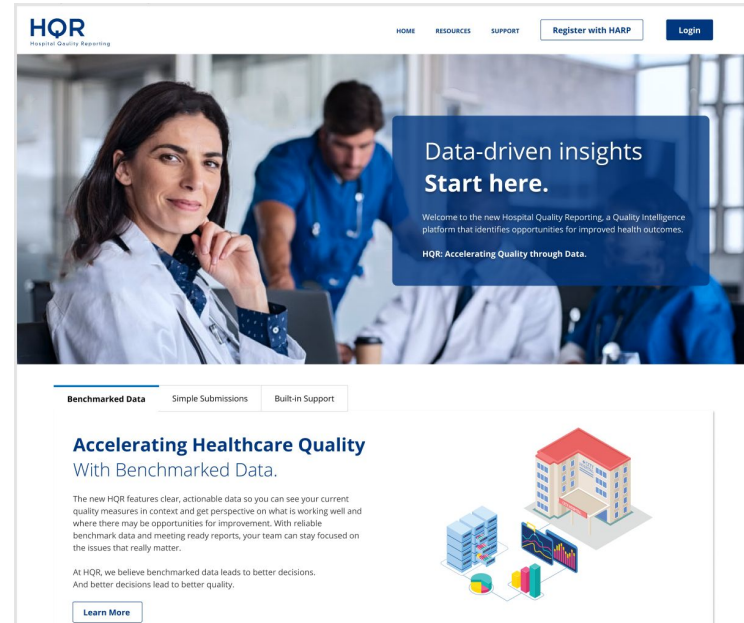 HQR
Hospital Qaulity Reporting
HOME RESOURCES SUPPORT Register with HARP Login
Data-driven insights
Start here.
Welcome to the new Hospital Quality Reporting, a Quality Intelligence
platform that identifies opportunities for improved health outcomes.
HQR: Accelerating Quality through Data.
Benchmarked Data Simple Submissions Built-in Support
Accelerating Healthcare Quality
With Benchmarked Data.
The new HQR features clear, actionable data so you can see your current
quality measures in context and get perspective on what is working well and
where there may be opportunities for improvement. With reliable
benchmark data and meeting ready reports, your team can stay focused on
the issues that really matter.
At HQR, we believe benchmarked data leads to better decisions.
And better decisions lead to better quality.
Learn More